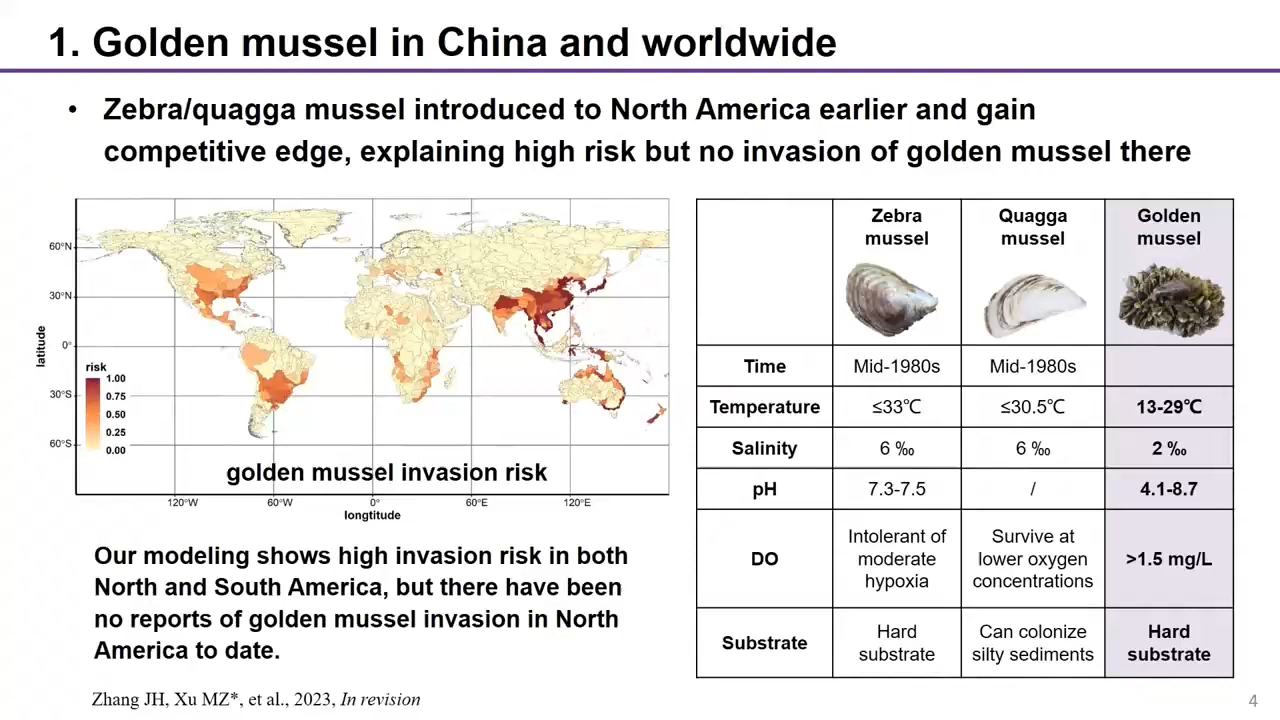 1. Golden mussel in China and worldwide
• Zebra/quagga mussel introduced to North America earlier and gain
competitive edge, explaining high risk but no invasion of golden mussel there
60°N
30°N
0°
30°S
60°S
latitude
risk
1.00
0.75
0.50
0.25
0.00
golden mussel invasion risk
120°W
60°W
0°
60°E
120°E
longtitude
Our modeling shows high invasion risk in both
North and South America, but there have been
no reports of golden mussel invasion in North
America to date.
Zebra
mussel
Quagga
mussel
Golden
mussel
Time
Mid-1980s
Mid-1980s
Temperature
≤33℃
≤30.5℃
13-29℃
Salinity
6 ‰
6 ‰
2 ‰
pH
7.3-7.5
/
4.1-8.7
DO
Intolerant of
moderate
hypoxia
Survive at
lower oxygen
concentrations
>1.5 mg/L
Substrate
Hard
substrate
Can colonize
silty sediments
Hard
substrate
Zhang JH, Xu MZ*, et al., 2023, In revision
4